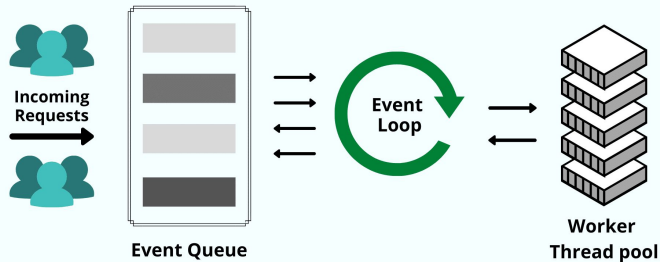 Incoming
Requests
Event Queue
Event
Loop
Worker
Thread pool